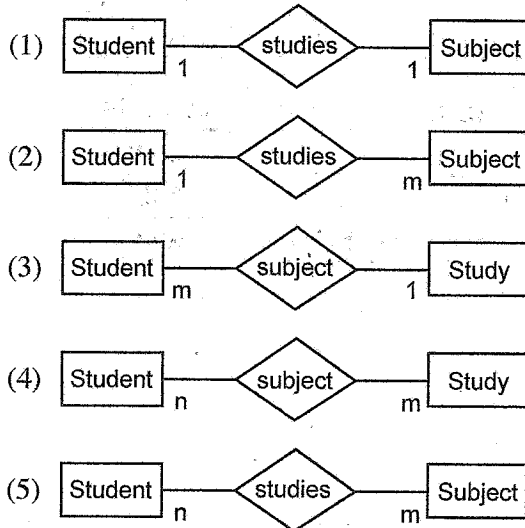 (1) Student studies Subject
1 1
(2) Student studies Subject
1 m
(3) Student subject Study
m 1
(4) Student subject Study
n m
(5) Student studies Subject
n m